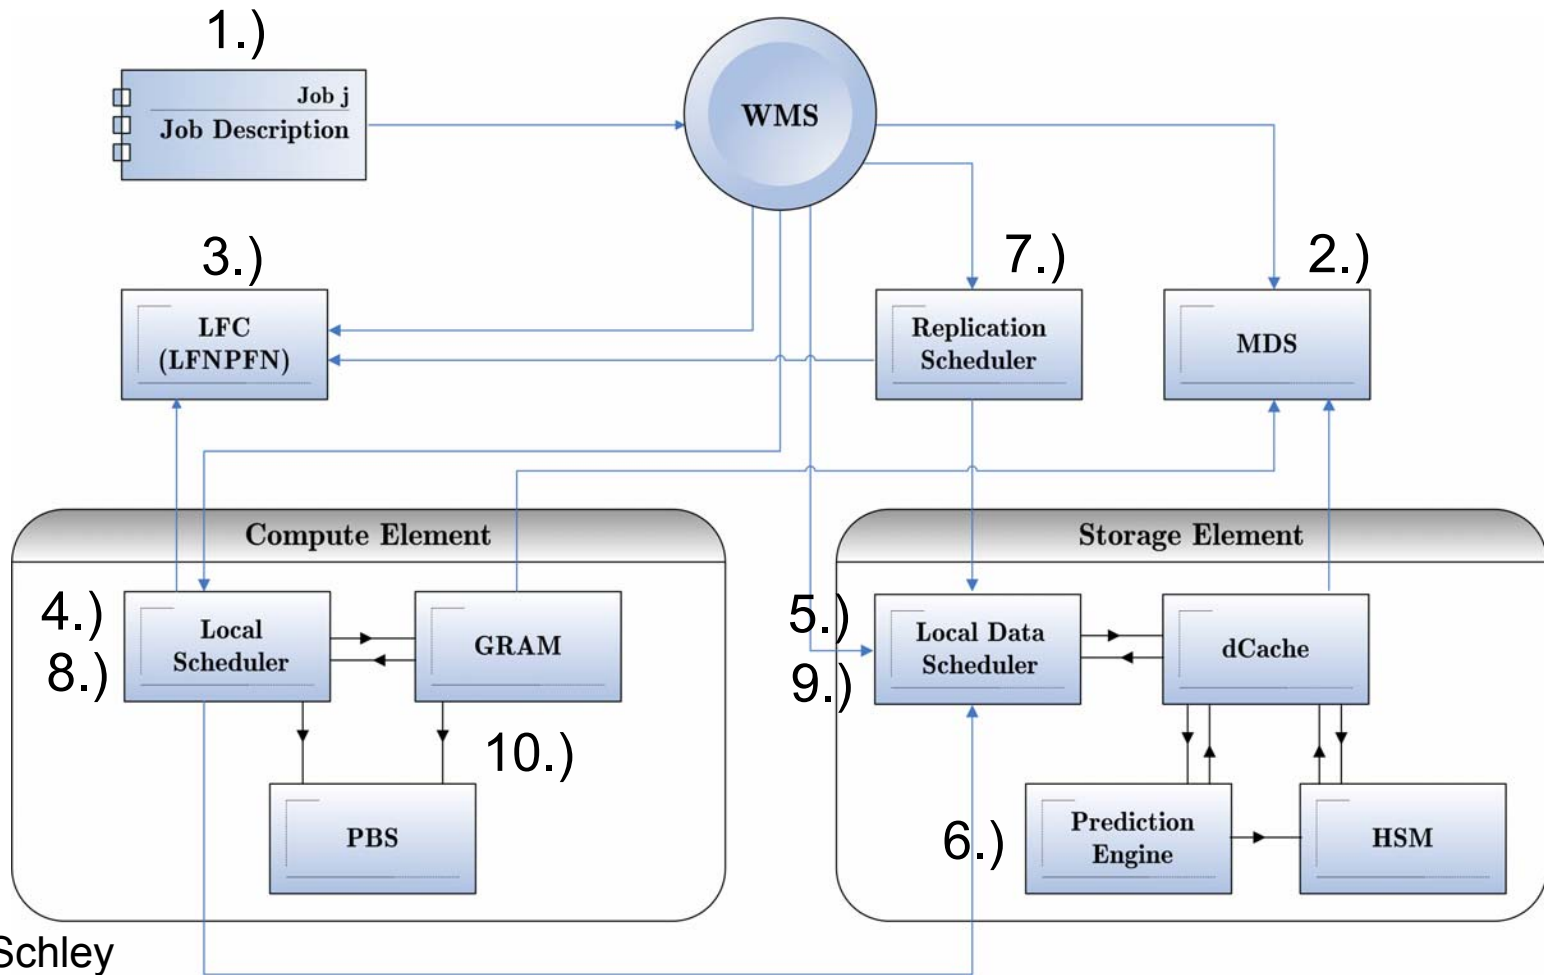 1.)
Job j
Job Description
WMS
3.)
7.)
2.)
LFC
(LFNPFN)
Replication
Scheduler
MDS
Compute Element
Storage Element
4.)
8.)
Local
Scheduler
GRAM
5.)
9.)
Local Data
Scheduler
dCache
10.)
PBS
6.)
Prediction
Engine
HSM
Schley